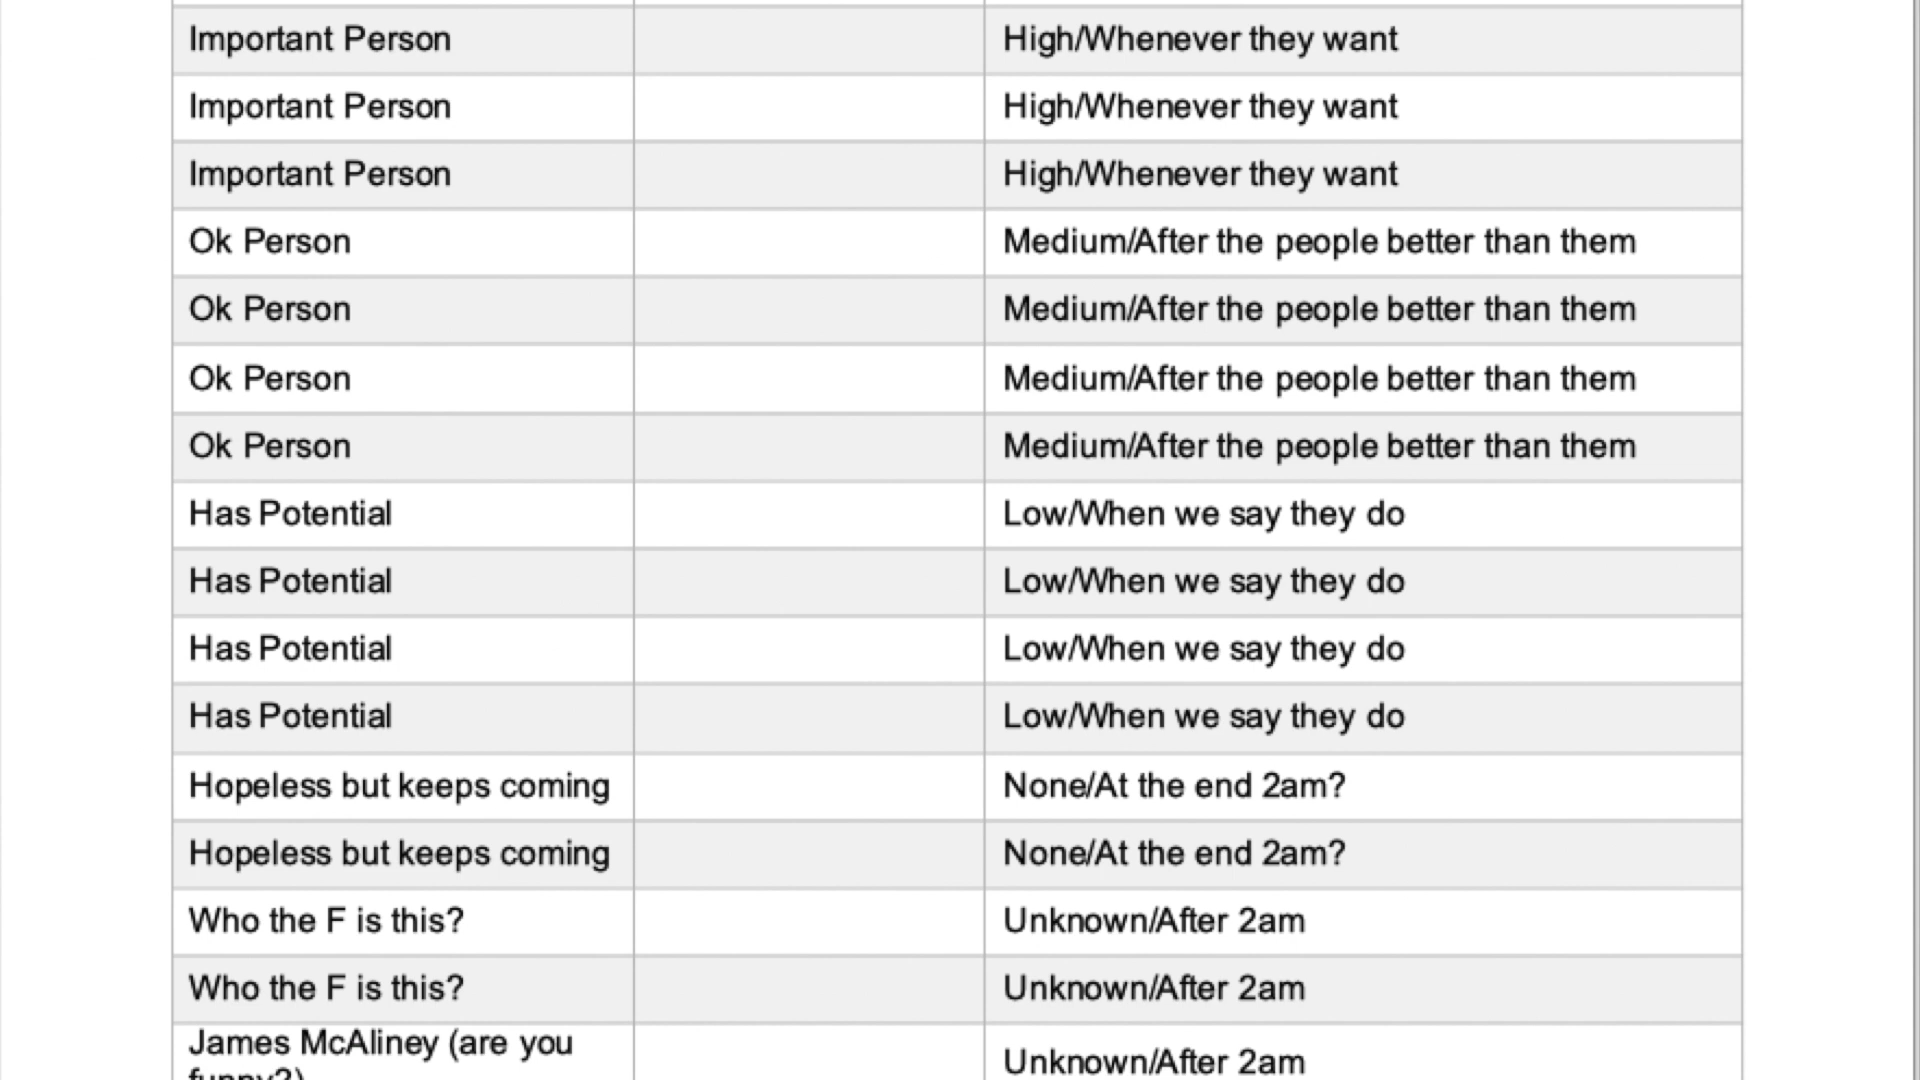 Important Person High/Whenever they want
Important Person High/Whenever they want
Important Person High/Whenever they want
Ok Person Medium/After the people better than them
Ok Person Medium/After the people better than them
Ok Person Medium/After the people better than them
Ok Person Medium/After the people better than them
Has Potential Low/When we say they do
Has Potential Low/When we say they do
Has Potential Low/When we say they do
Has Potential Low/When we say they do
Hopeless but keeps coming None/At the end 2am?
Hopeless but keeps coming None/At the end 2am?
Who the F is this? Unknown/After 2am
Who the F is this? Unknown/After 2am
James McAliney (are you Unknown/After 2am
funny?)